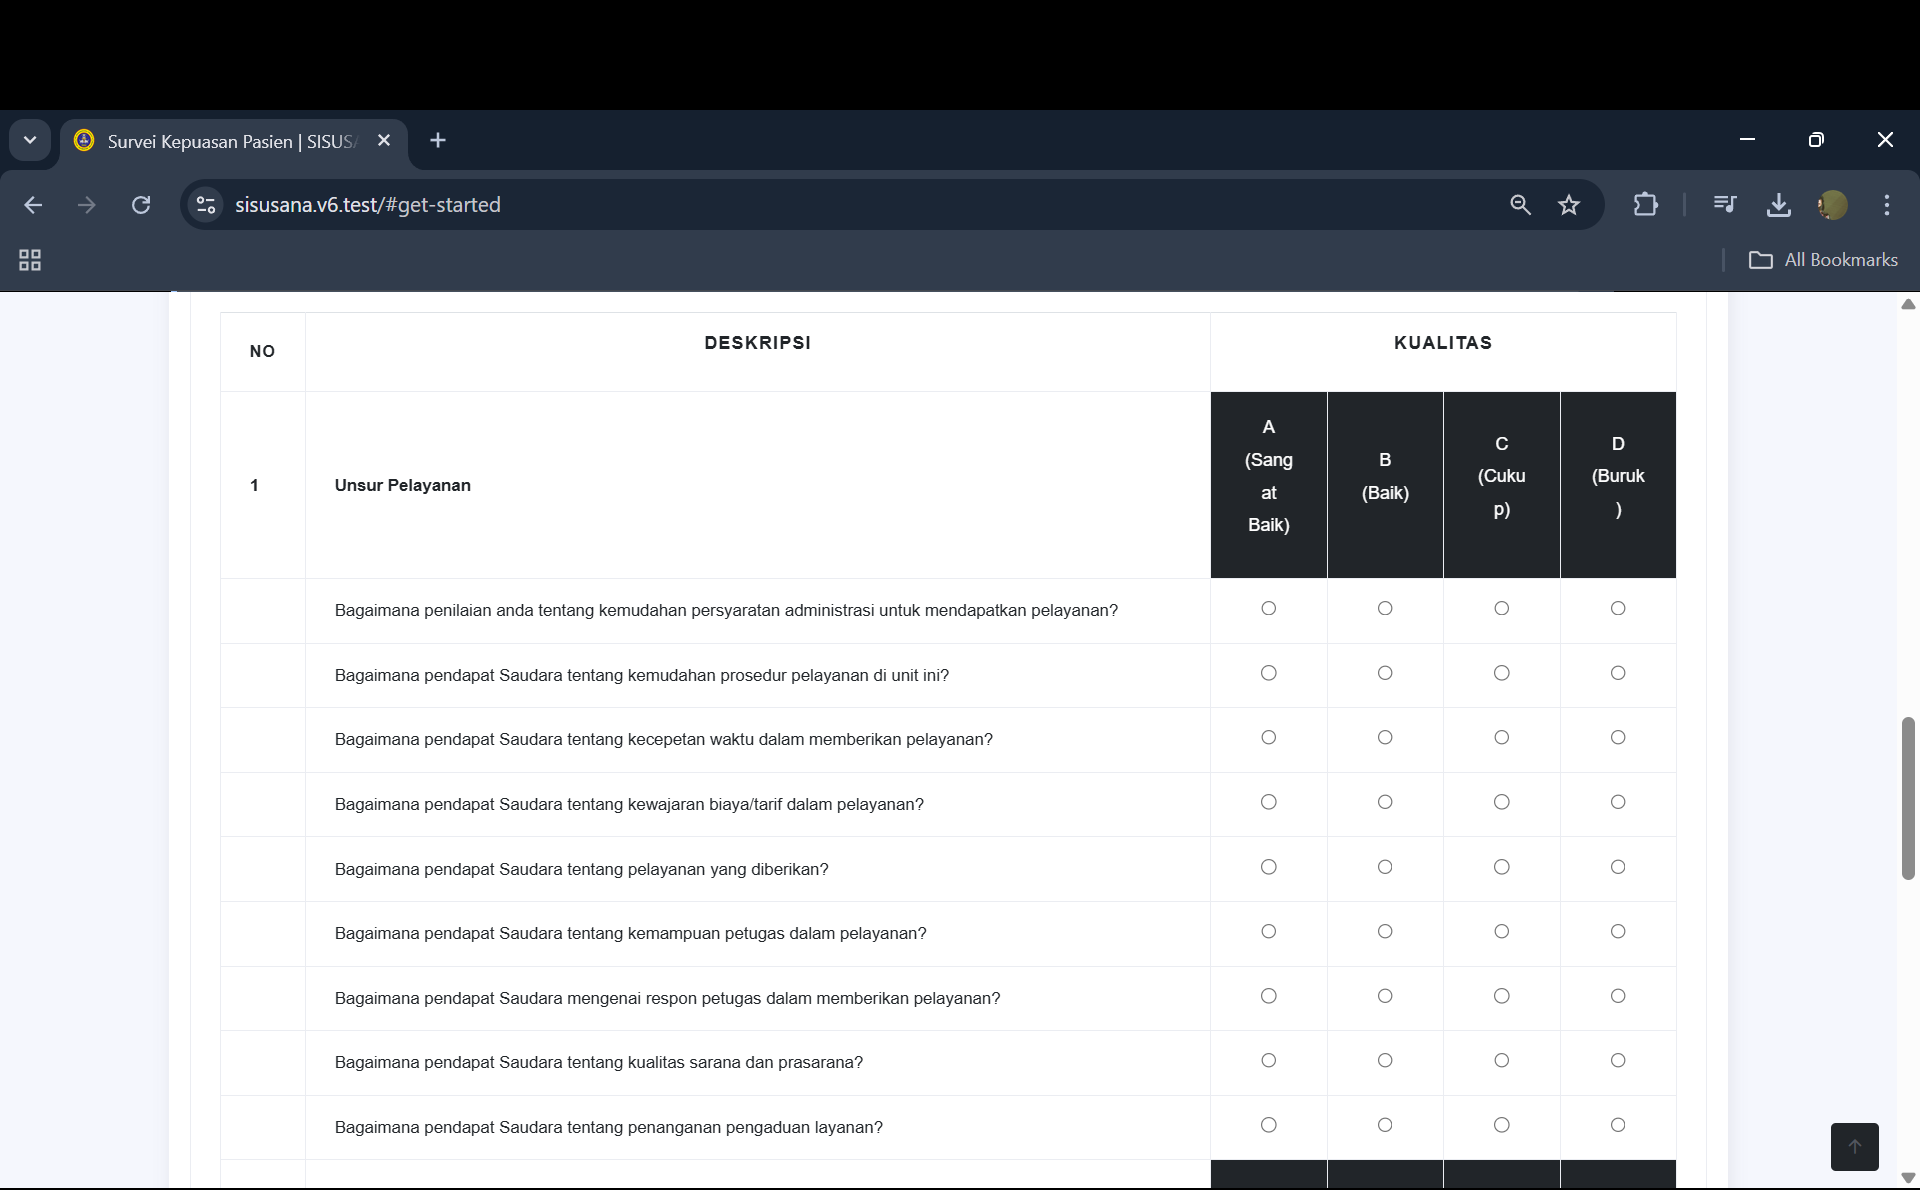 Survei Kepuasan Pasien | SISUS
sisusana.v6.test/#get-started
All Bookmarks
NO
DESKRIPSI
KUALITAS
1
Unsur Pelayanan
A
(Sang
at
Baik)
B
(Baik)
C
(Cuku
p)
D
(Buruk
)
Bagaimana penilaian anda tentang kemudahan persyaratan administrasi untuk mendapatkan pelayanan?
Bagaimana pendapat Saudara tentang kemudahan prosedur pelayanan di unit ini?
Bagaimana pendapat Saudara tentang kecepetan waktu dalam memberikan pelayanan?
Bagaimana pendapat Saudara tentang kewajaran biaya/tarif dalam pelayanan?
Bagaimana pendapat Saudara tentang pelayanan yang diberikan?
Bagaimana pendapat Saudara tentang kemampuan petugas dalam pelayanan?
Bagaimana pendapat Saudara mengenai respon petugas dalam memberikan pelayanan?
Bagaimana pendapat Saudara tentang kualitas sarana dan prasarana?
Bagaimana pendapat Saudara tentang penanganan pengaduan layanan?